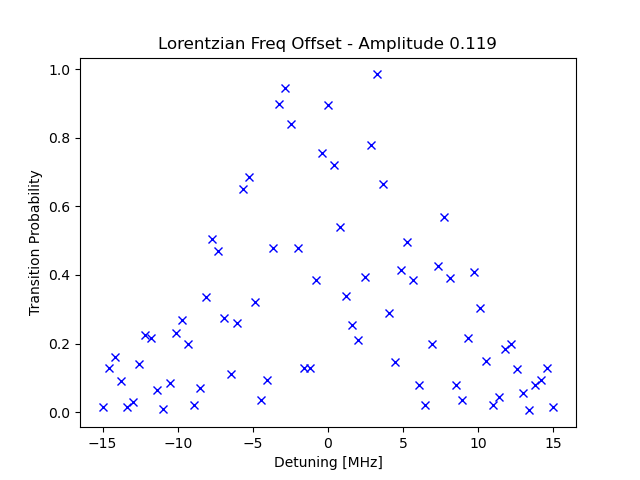 Lorentzian Freq Offset - Amplitude 0.119
1.0
0.8
0.6
0.4
0.2
0.0
Transition Probability
−15 −10 −5 0 5 10 15
Detuning [MHz]